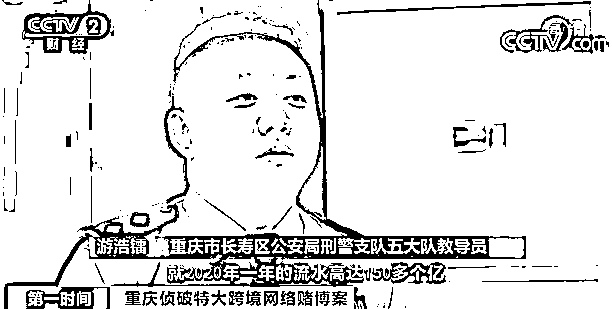 CCTV 2
财经
CCTV.com
游浩镭 重庆市长寿区公安局刑警支队五大队教导员
就2020年一年的流水高达150多个亿
第一时间 重庆侦破特大跨境网络赌博案